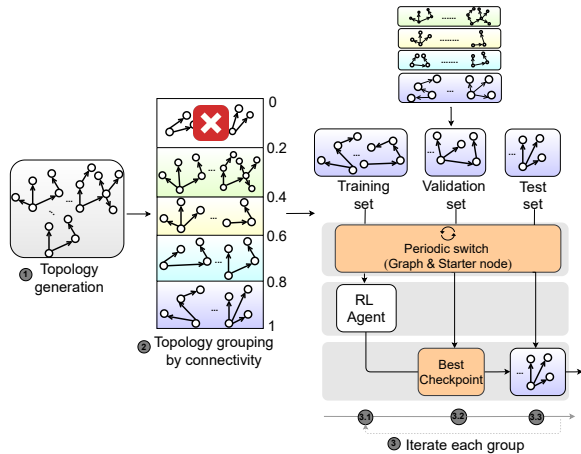 0
0.2
0.4
0.6
0.8
1
1 Topology
generation
2 Topology grouping
by connectivity
Training
set
Validation
set
Test
set
Periodic switch
(Graph & Starter node)
RL
Agent
Best
Checkpoint
3.1 3.2 3.3
3 Iterate each group